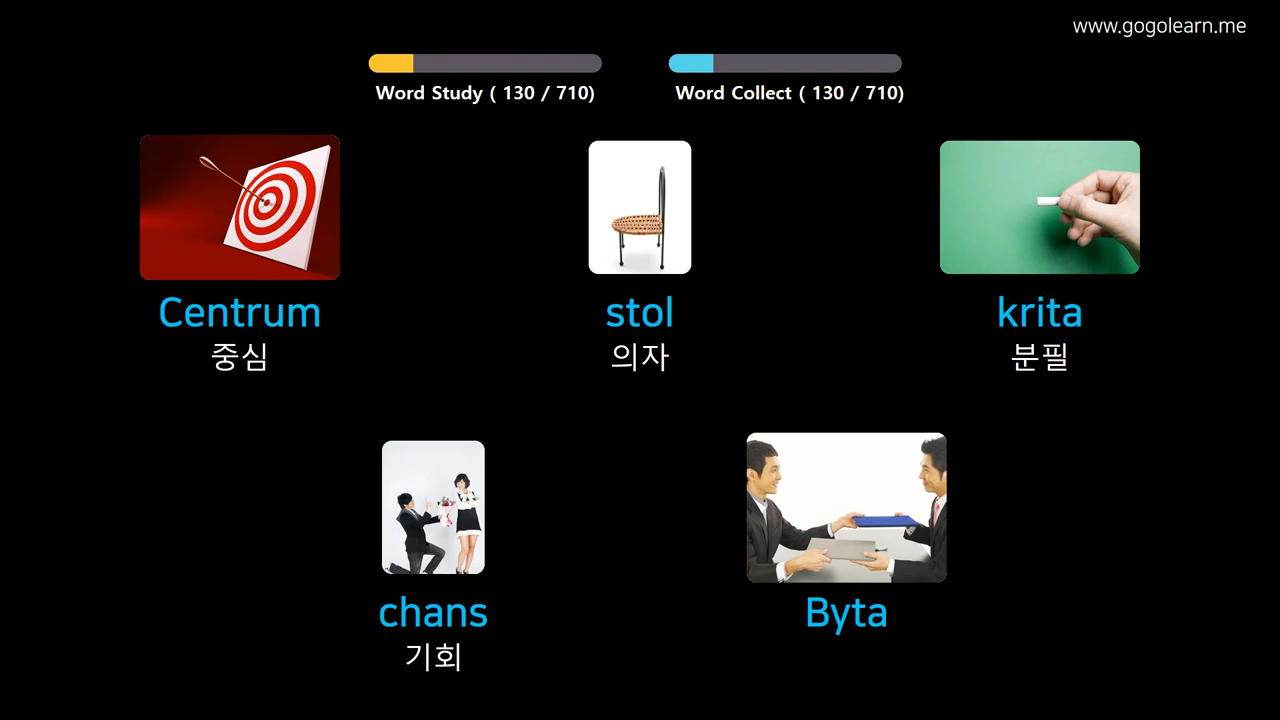 www.gogolearn.me
Word Study ( 130 / 710)
Word Collect ( 130 / 710)
Centrum
중심
stol
의자
krita
분필
chans
기회
Byta